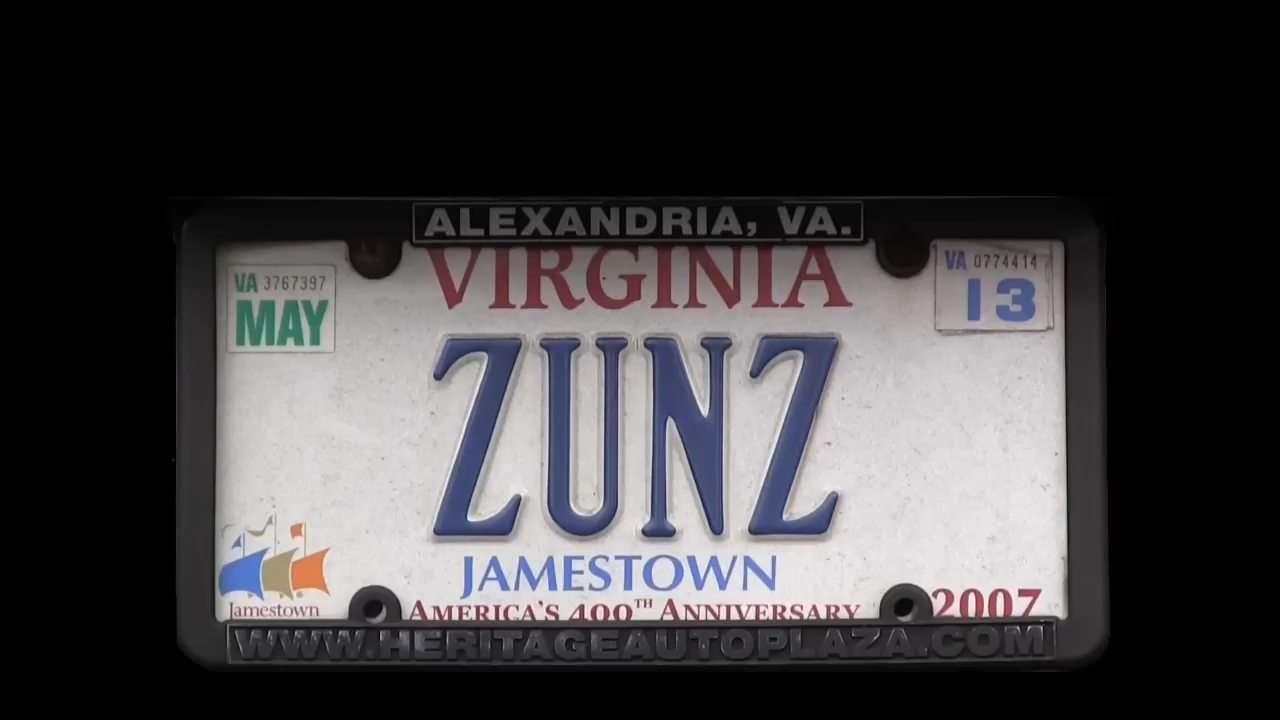 ALEXANDRIA, VA.
VIRGINIA
VA 3767397
MAY
VA 0774414
13
ZUNZ
JAMESTOWN
Jamestown
AMERICA'S 400TH ANNIVERSARY
2007
WWW.HERITAGEAUTOPLAZA.COM